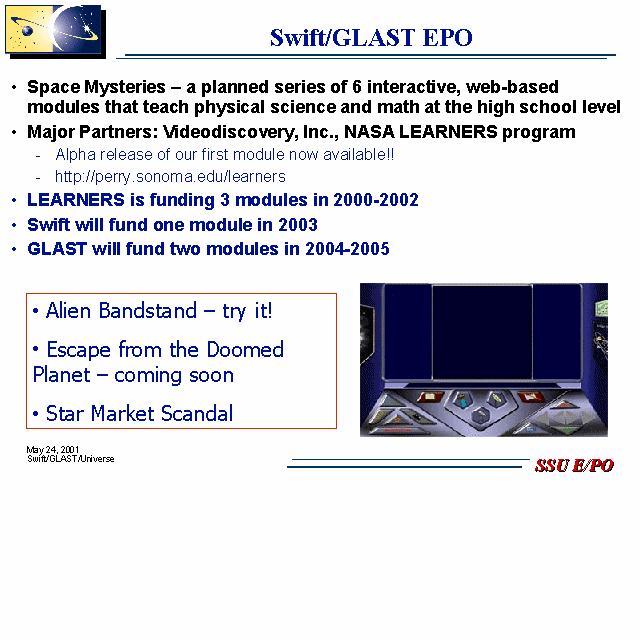 Swift/GLAST EPO
• Space Mysteries – a planned series of 6 interactive, web-based
modules that teach physical science and math at the high school level
• Major Partners: Videodiscovery, Inc., NASA LEARNERS program
- Alpha release of our first module now available!!
- http://perry.sonoma.edu/learners
• LEARNERS is funding 3 modules in 2000-2002
• Swift will fund one module in 2003
• GLAST will fund two modules in 2004-2005
• Alien Bandstand – try it!
• Escape from the Doomed
Planet – coming soon
• Star Market Scandal
May 24, 2001
Swift/GLAST/Universe
SSU E/PO